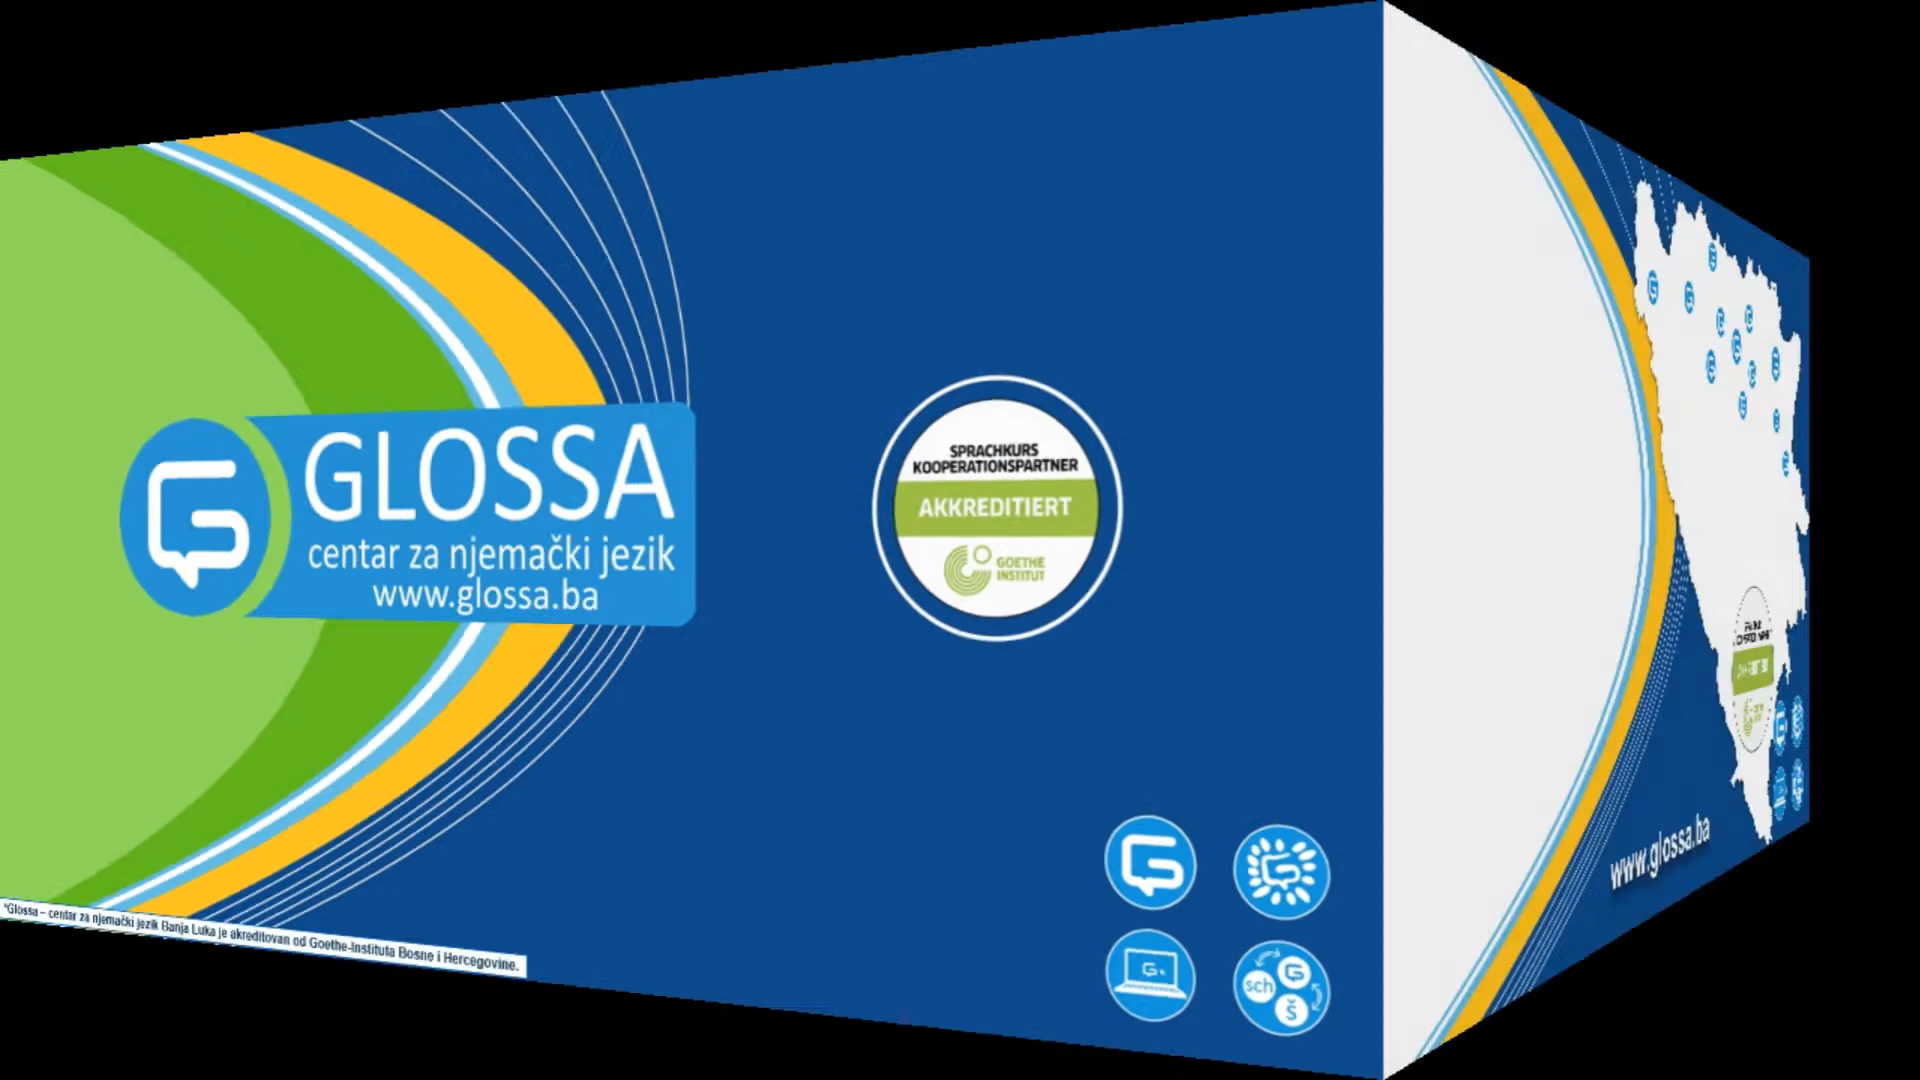 GLOSSA
centar za njemački jezik
www.glossa.ba
SPRACHKURS
KOOPERATIONSPARTNER
AKKREDITIERT
GOETHE
INSTITUT
sch
Š
*Glossa – centar za njemački jezik Banja Luka je akreditovan od Goethe-Instituta Bosne i Hercegovine.
www.glossa.ba